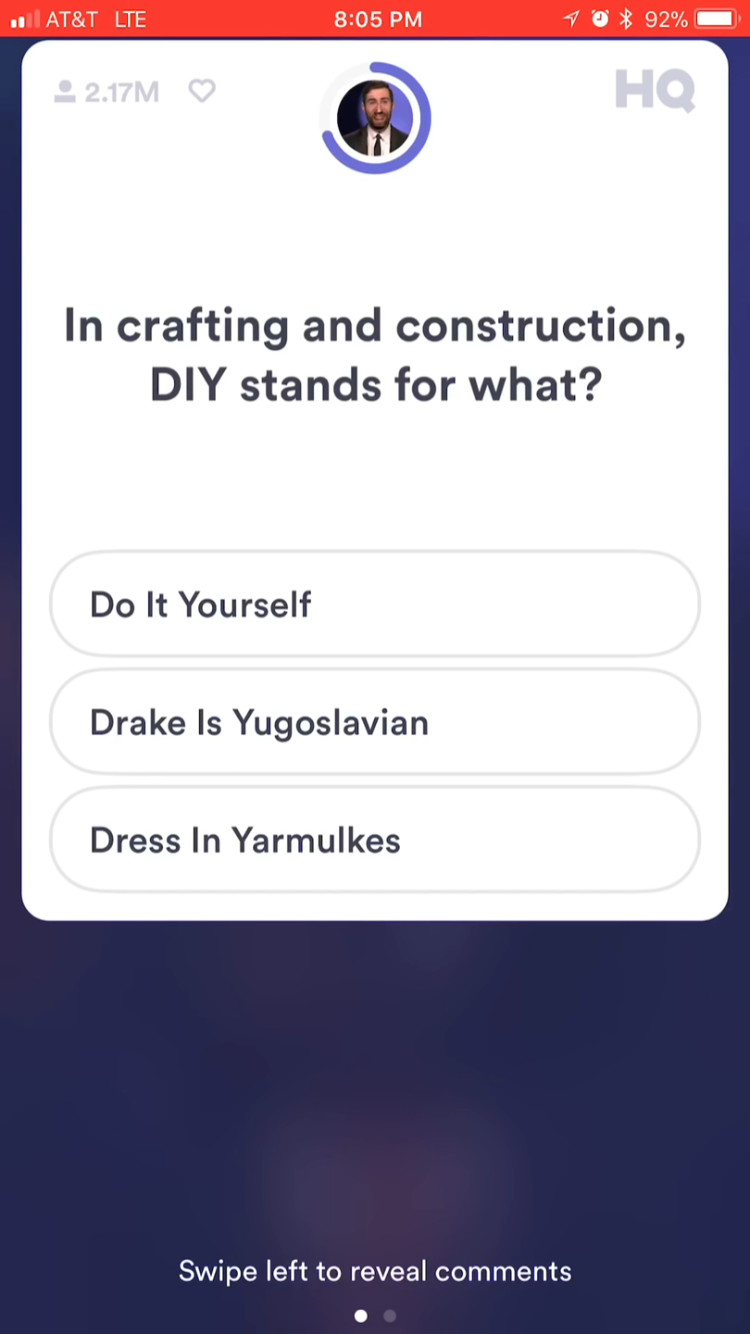 AT&T LTE 8:05 PM 92%
2.17M HQ
In crafting and construction,
DIY stands for what?
Do It Yourself
Drake Is Yugoslavian
Dress In Yarmulkes
Swipe left to reveal comments